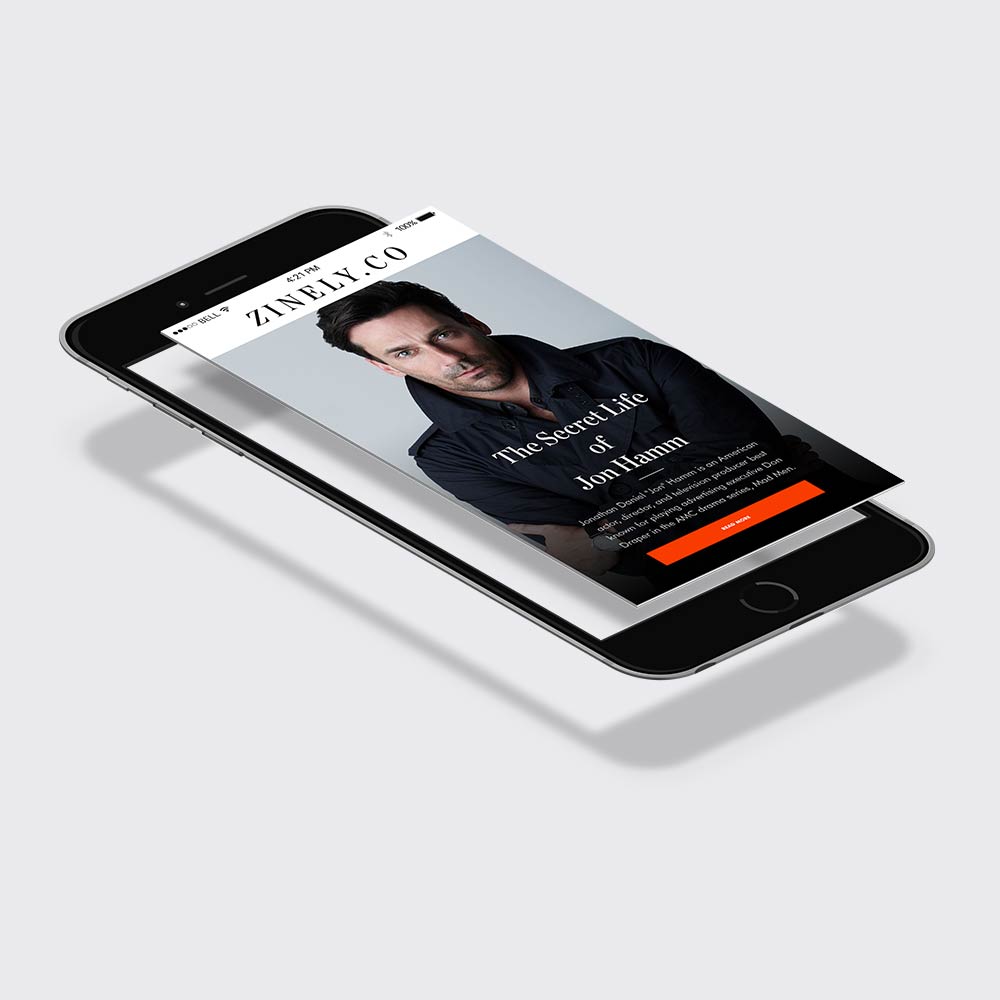 BELL 4:21 PM 100%
ZINELY.CO
The Secret Life
of
Jon Hamm
Jonathan Daniel "Jon" Hamm is an American
actor, director, and television producer best
known for playing advertising executive Don
Draper in the AMC drama series, Mad Men.
READ MORE